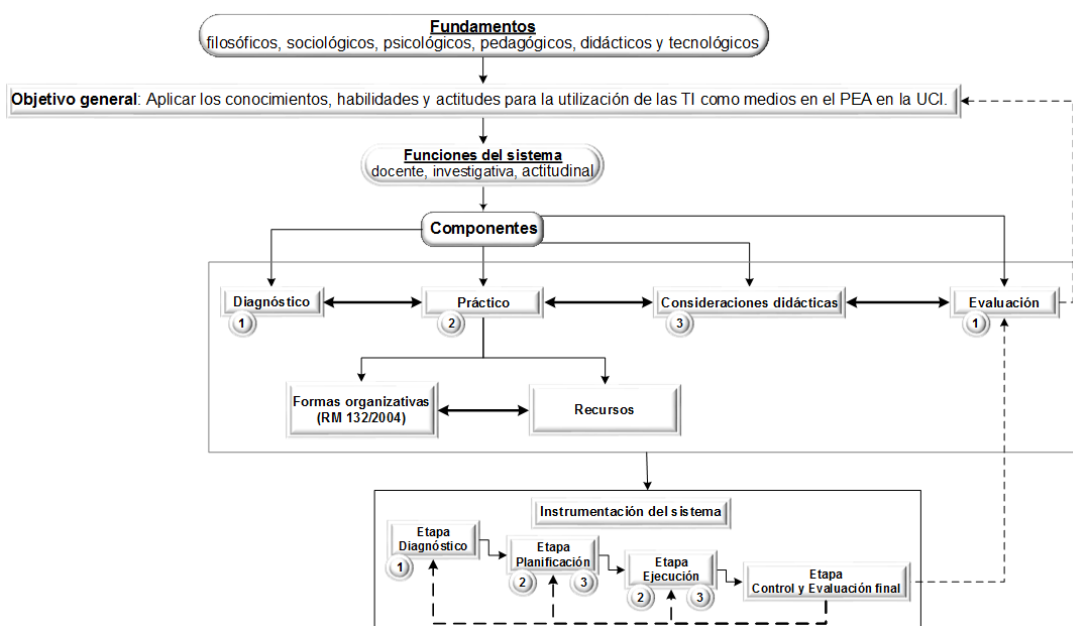 Fundamentos
filosóficos, sociológicos, psicológicos, pedagógicos, didácticos y tecnológicos
Objetivo general: Aplicar los conocimientos, habilidades y actitudes para la utilización de las TI como medios en el PEA en la UCI.
Funciones del sistema
docente, investigativa, actitudinal
Componentes
Diagnóstico
1
Práctico
2
Consideraciones didácticas
3
Evaluación
1
Formas organizativas
(RM 132/2004)
Recursos
Instrumentación del sistema
Etapa
Diagnóstico
1
Etapa
Planificación
2
3
Etapa
Ejecución
2
3
Etapa
Control y Evaluación final